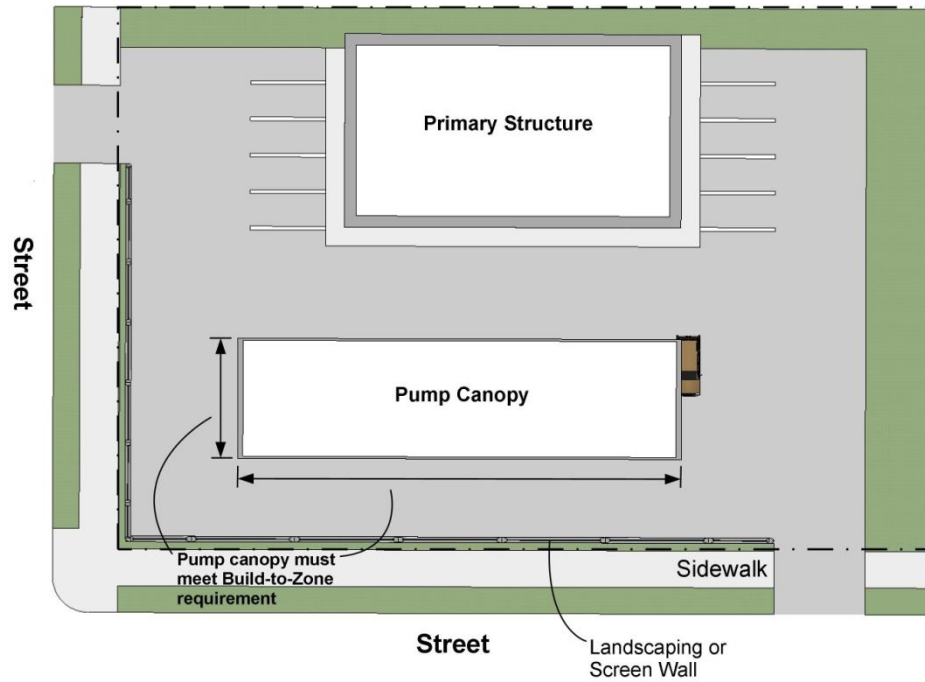 Primary Structure
Street
Pump Canopy
Pump canopy must
meet Build-to-Zone
requirement
Sidewalk
Street
Landscaping or
Screen Wall